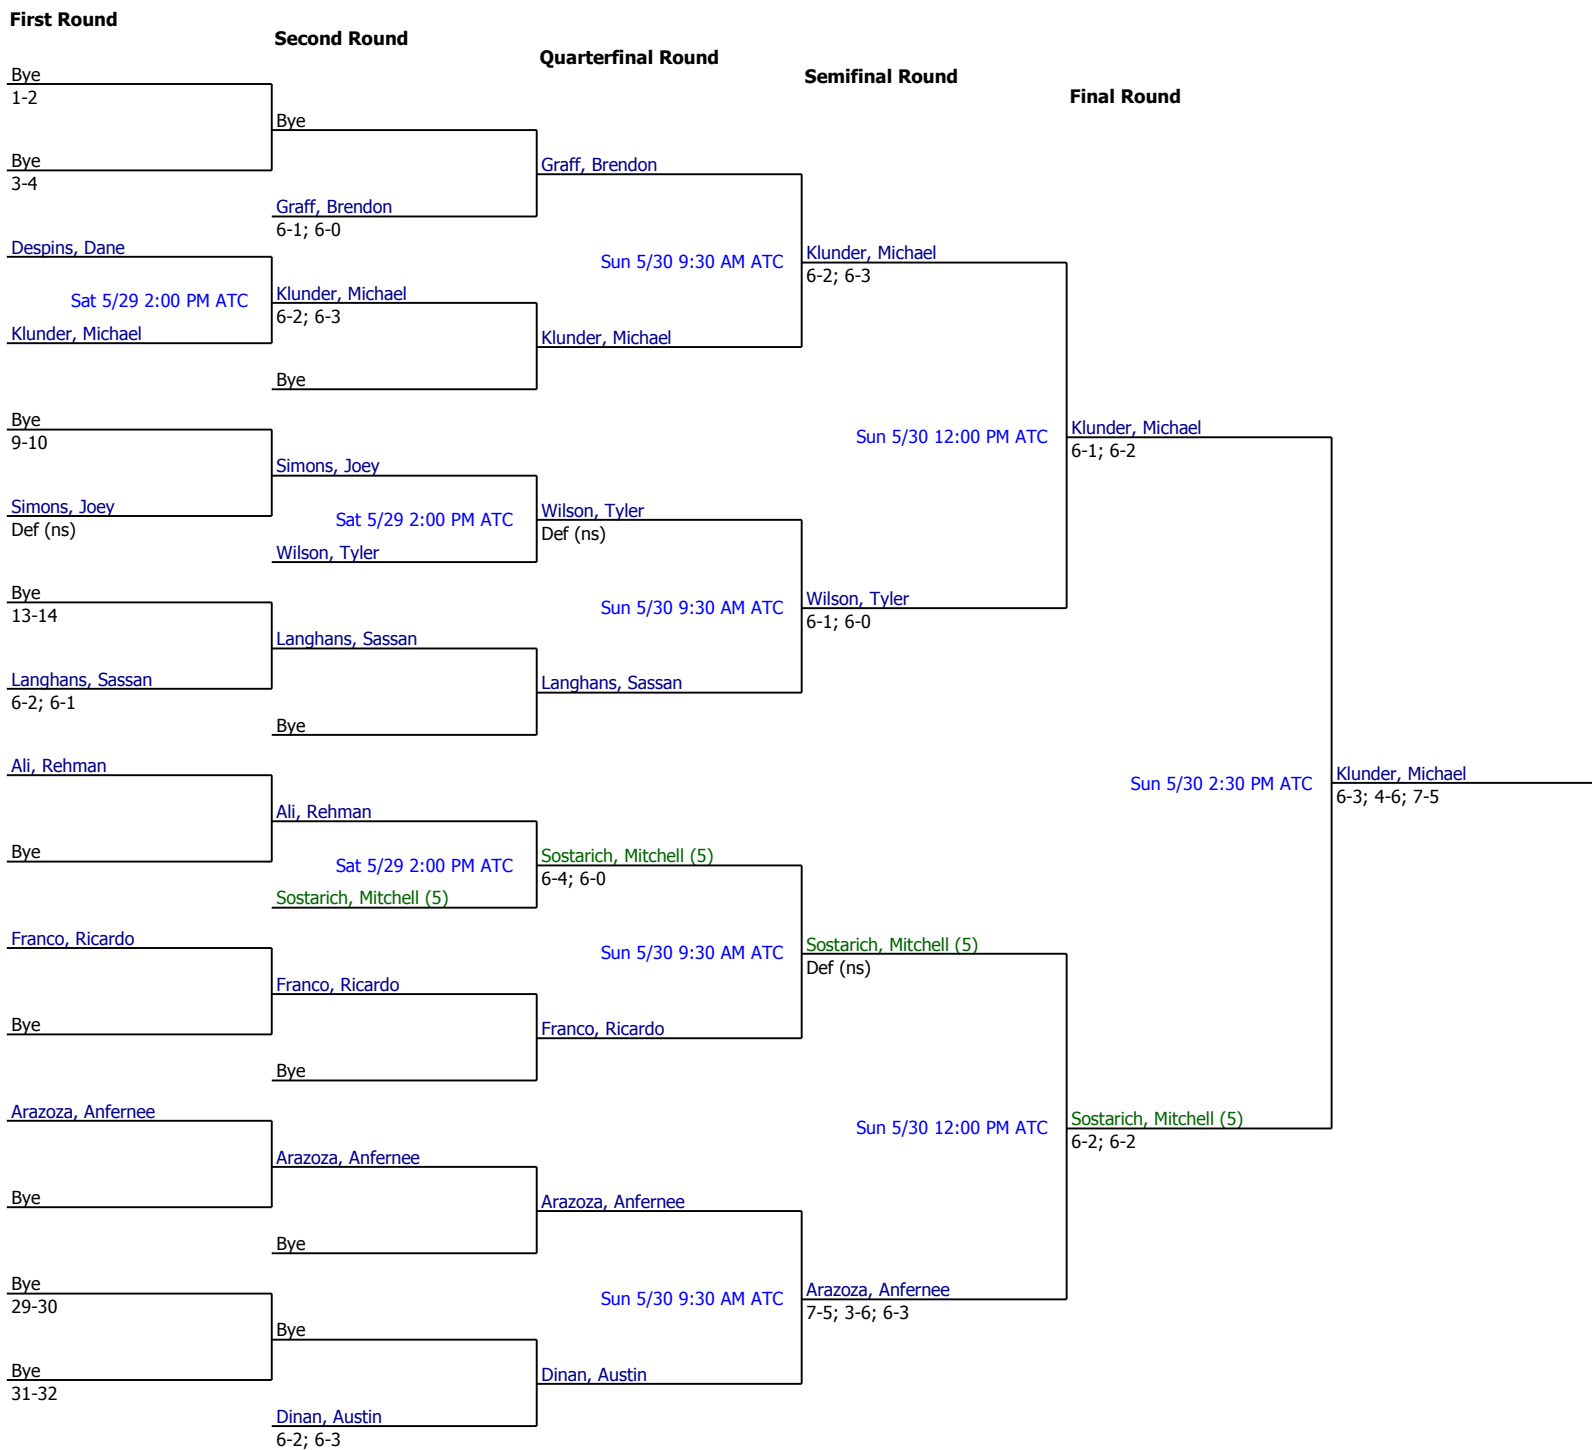 First Round
Second Round
Quarterfinal Round
Semifinal Round
Final Round
Bye
1-2
Bye
Bye
3-4
Graff, Brendon
Graff, Brendon
6-1; 6-0
Despins, Dane
Sun 5/30 9:30 AM ATC
Klunder, Michael
6-2; 6-3
Sat 5/29 2:00 PM ATC
Klunder, Michael
6-2; 6-3
Klunder, Michael
Klunder, Michael
Bye
Bye
9-10
Sun 5/30 12:00 PM ATC
Klunder, Michael
6-1; 6-2
Simons, Joey
Simons, Joey
Def (ns)
Sat 5/29 2:00 PM ATC
Wilson, Tyler
Def (ns)
Wilson, Tyler
Bye
13-14
Sun 5/30 9:30 AM ATC
Wilson, Tyler
6-1; 6-0
Langhans, Sassan
Langhans, Sassan
6-2; 6-1
Langhans, Sassan
Bye
Ali, Rehman
Sun 5/30 2:30 PM ATC
Klunder, Michael
6-3; 4-6; 7-5
Ali, Rehman
Bye
Sat 5/29 2:00 PM ATC
Sostarich, Mitchell (5)
6-4; 6-0
Sostarich, Mitchell (5)
Franco, Ricardo
Sun 5/30 9:30 AM ATC
Sostarich, Mitchell (5)
Def (ns)
Franco, Ricardo
Bye
Franco, Ricardo
Bye
Arazoza, Anfernee
Sun 5/30 12:00 PM ATC
Sostarich, Mitchell (5)
6-2; 6-2
Arazoza, Anfernee
Bye
Arazoza, Anfernee
Bye
Bye
29-30
Sun 5/30 9:30 AM ATC
Arazoza, Anfernee
7-5; 3-6; 6-3
Bye
Bye
31-32
Dinan, Austin
Dinan, Austin
6-2; 6-3